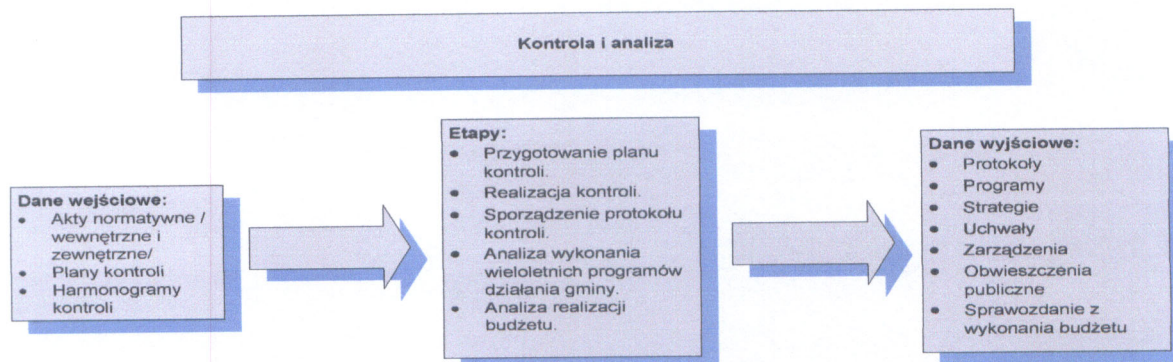 Kontrola i analiza
Dane wejściowe:
• Akty normatywne /
wewnętrzne i
zewnętrzne/
• Plany kontroli
• Harmonogramy
kontroli
Etapy:
• Przygotowanie planu
kontroli.
• Realizacja kontroli.
• Sporządzenie protokołu
kontroli.
• Analiza wykonania
wieloletnich programów
działania gminy.
• Analiza realizacji
budżetu.
Dane wyjściowe:
• Protokoły
• Programy
• Strategie
• Uchwały
• Zarządzenia
• Obwieszczenia
publiczne
• Sprawozdanie z
wykonania budżetu